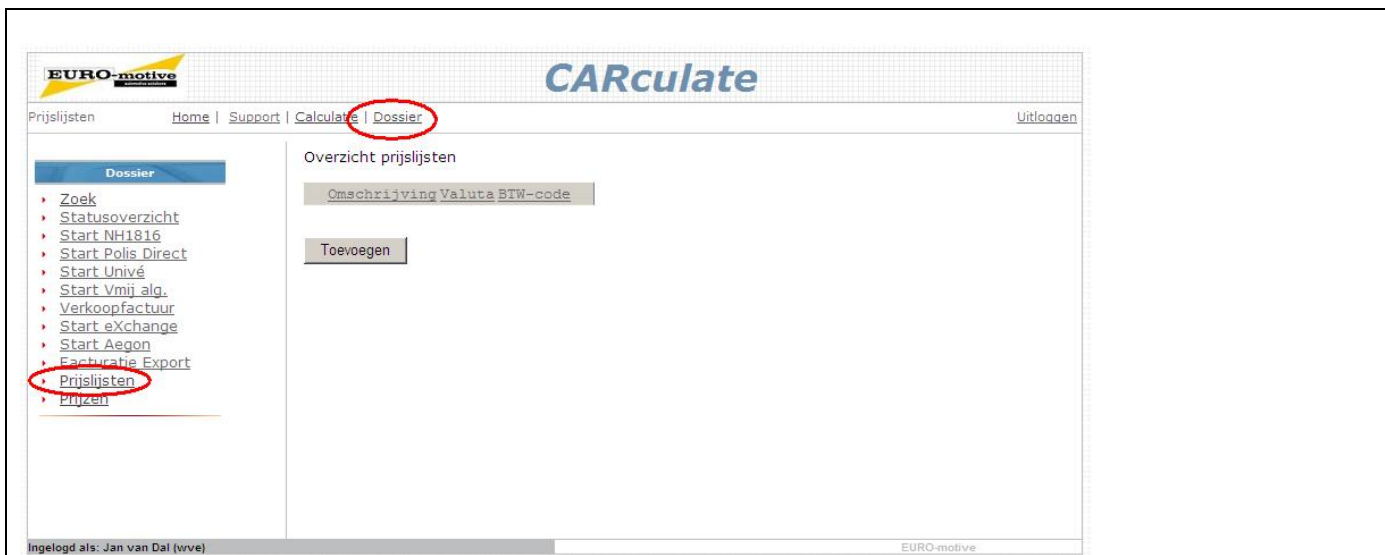 EURO-motive
CARculate
Prijslijsten Home | Support | Calculatie | Dossier Uitloggen
Dossier
Zoek
Statusoverzicht
Start NH1816
Start Polis Direct
Start Univé
Start Vmij alg.
Verkoopfactuur
Start eXchange
Start Aegon
Facturatie Export
Prijslijsten
Prijzen
Overzicht prijslijsten
Omschrijving Valuta BTW-code
Toevoegen
Ingelogd als: Jan van Dal (wve) EURO-motive